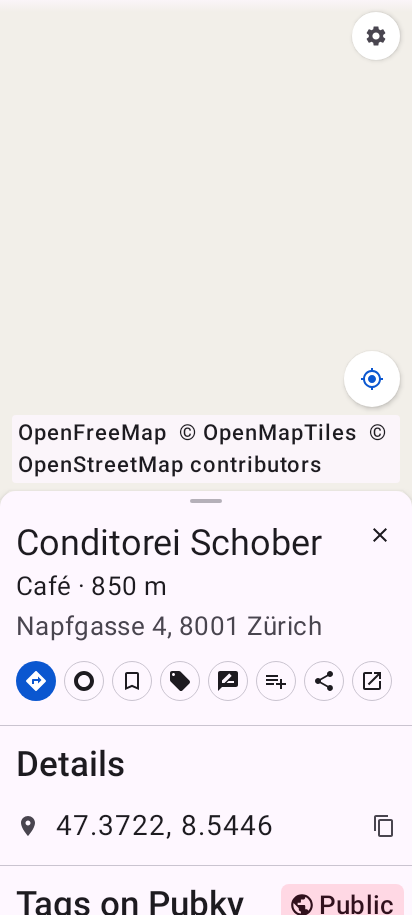 OpenFreeMap © OpenMapTiles ©
OpenStreetMap contributors
Conditorei Schober
Café · 850 m
Napfgasse 4, 8001 Zürich
Details
47.3722, 8.5446
Tags on Pubky
Public